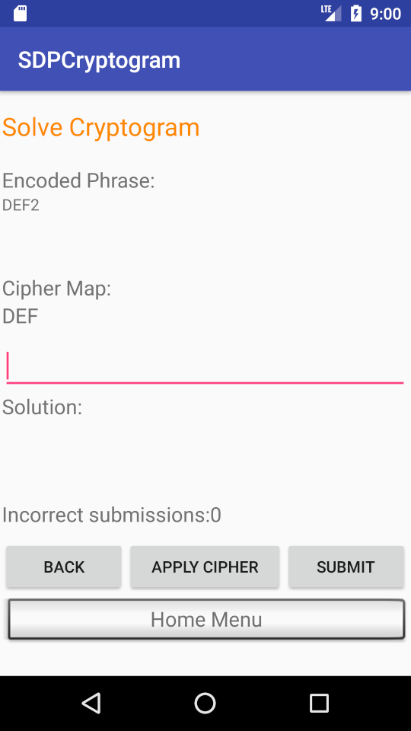 LTE 9:00
SDPCryptogram
Solve Cryptogram
Encoded Phrase:
DEF2
Cipher Map:
DEF
Solution:
Incorrect submissions:0
BACK APPLY CIPHER SUBMIT
Home Menu